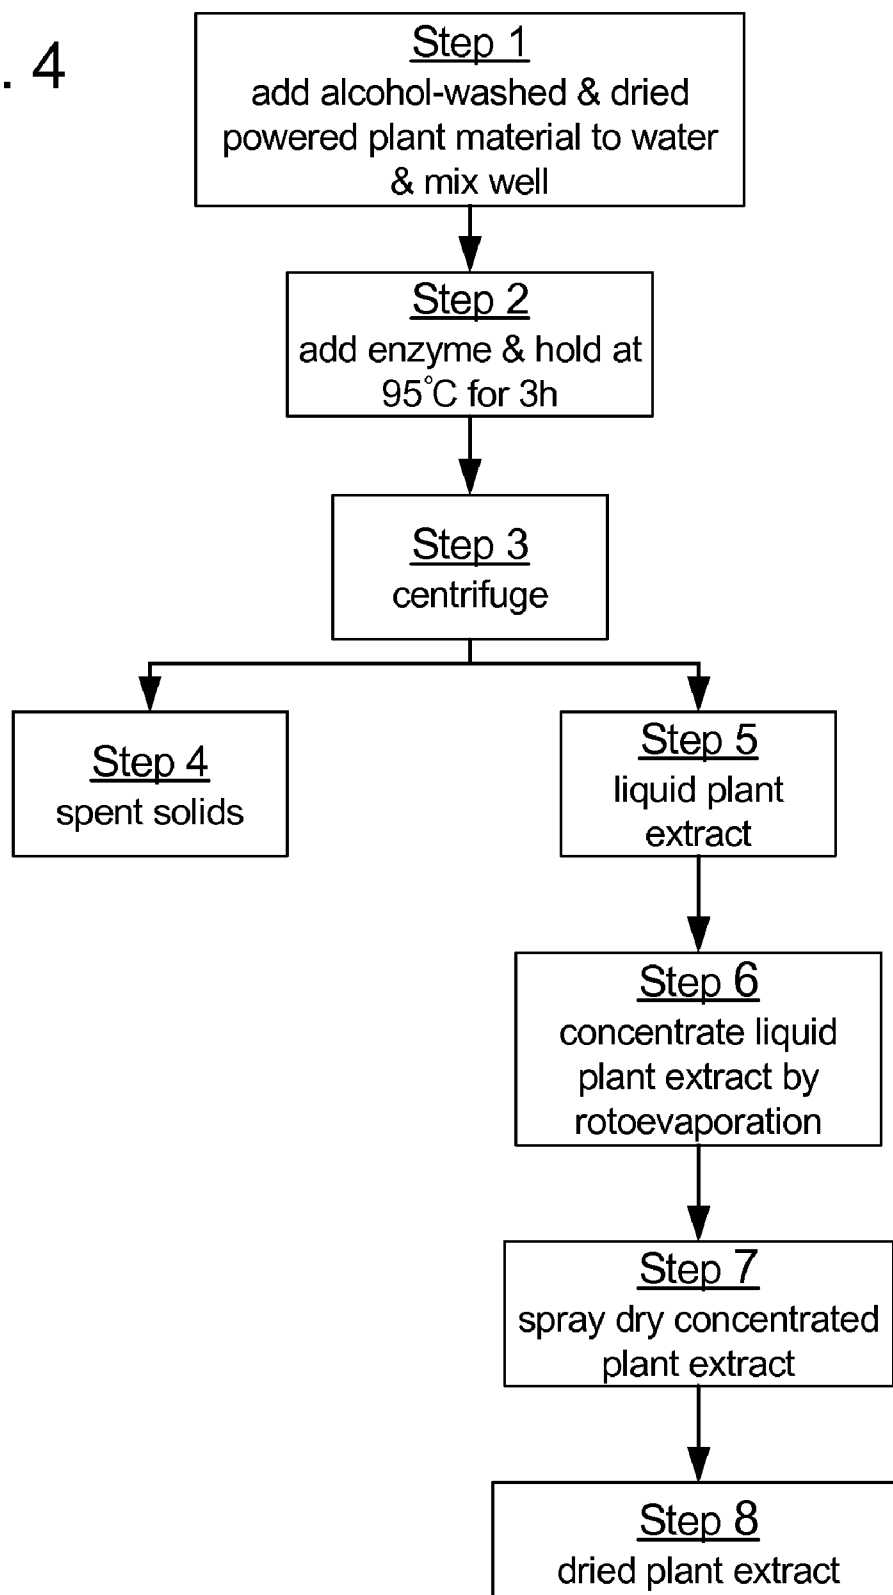 . 4
Step 1
add alcohol-washed & dried
powered plant material to water
& mix well
Step 2
add enzyme & hold at
95°C for 3h
Step 3
centrifuge
Step 4
spent solids
Step 5
liquid plant
extract
Step 6
concentrate liquid
plant extract by
rotoevaporation
Step 7
spray dry concentrated
plant extract
Step 8
dried plant extract